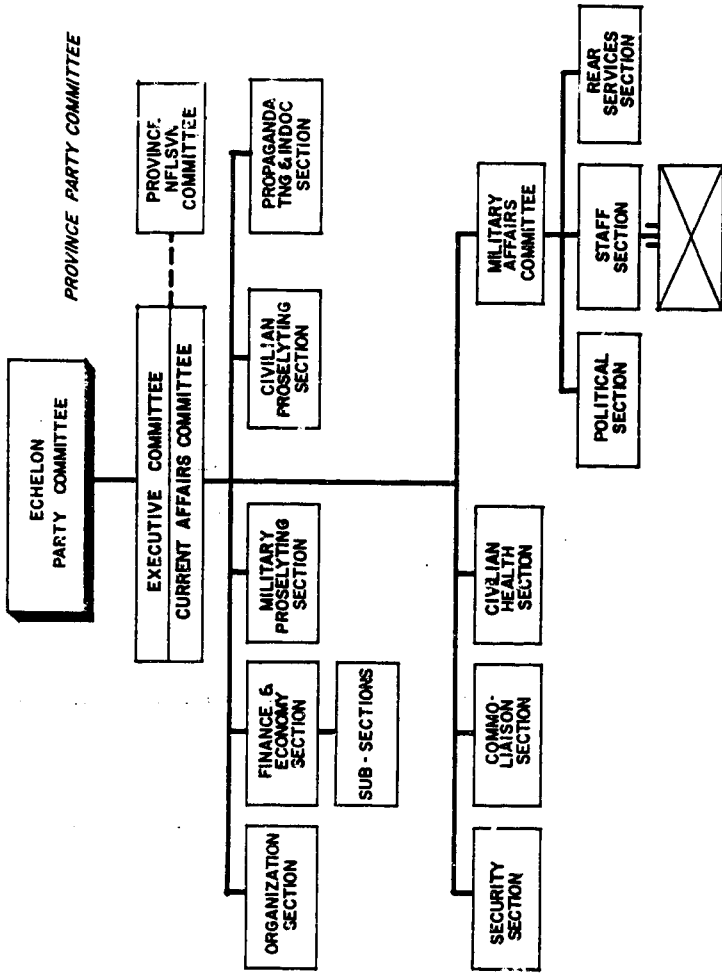 PROVINCE PARTY COMMITTEE
ECHELON
PARTY COMMITTEE
EXECUTIVE COMMITTEE
CURRENT AFFAIRS COMMITTEE
PROVINCE
NFLSVN
COMMITTEE
ORGANIZATION
SECTION
FINANCE &
ECONOMY
SECTION
SUB-SECTIONS
MILITARY
PROSELYTING
SECTION
CIVILIAN
PROSELYTING
SECTION
PROPAGANDA
TNG & INDOC
SECTION
SECURITY
SECTION
COMMO-
LIAISON
SECTION
CIVILIAN
HEALTH
SECTION
MILITARY
AFFAIRS
COMMITTEE
POLITICAL
SECTION
STAFF
SECTION
REAR
SERVICES
SECTION